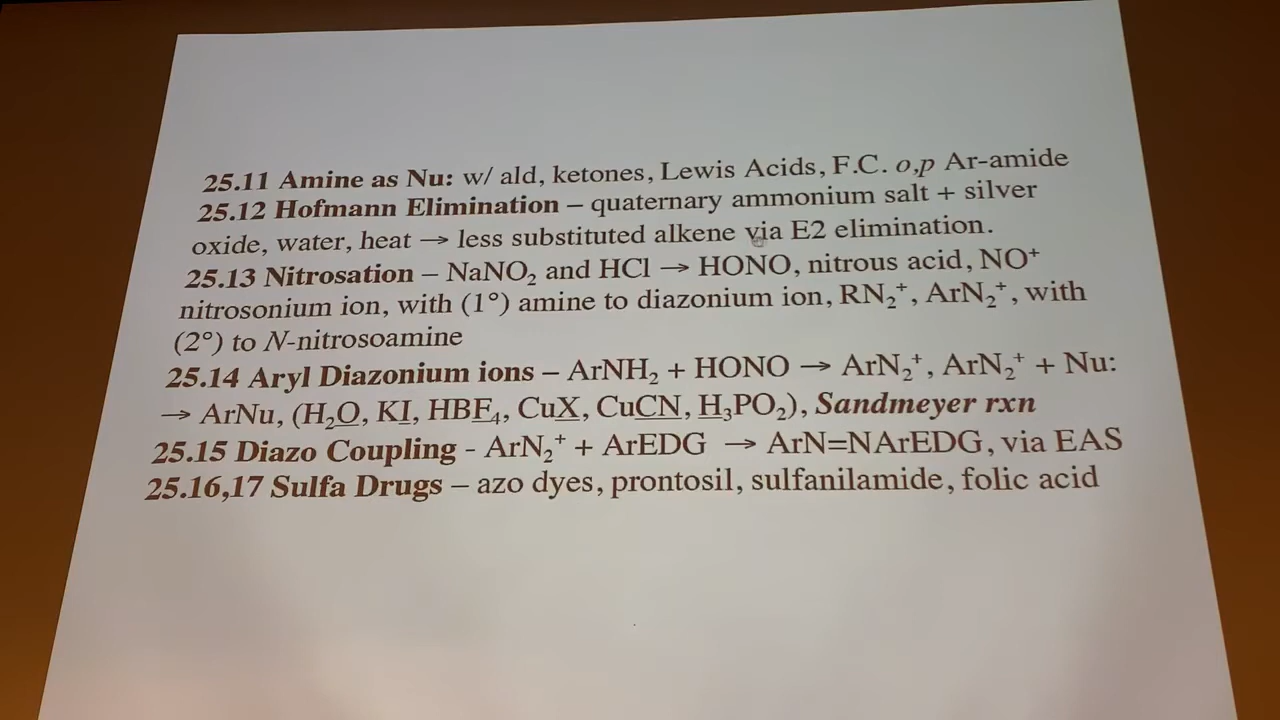 25.11 Amine as Nu: w/ ald, ketones, Lewis Acids, F.C. o,p Ar-amide
25.12 Hofmann Elimination – quaternary ammonium salt + silver
oxide, water, heat → less substituted alkene via E2 elimination.
25.13 Nitrosation – NaNO₂ and HCl → HONO, nitrous acid, NO⁺
nitrosonium ion, with (1°) amine to diazonium ion, RN₂⁺, ArN₂⁺, with
(2°) to N-nitrosoamine
25.14 Aryl Diazonium ions – ArNH₂ + HONO → ArN₂⁺, ArN₂⁺ + Nu:
→ ArNu, (H₂O, KI, HBF₄, CuX, CuCN, H₃PO₂), Sandmeyer rxn
25.15 Diazo Coupling - ArN₂⁺ + ArEDG → ArN=NArEDG, via EAS
25.16,17 Sulfa Drugs – azo dyes, prontosil, sulfanilamide, folic acid